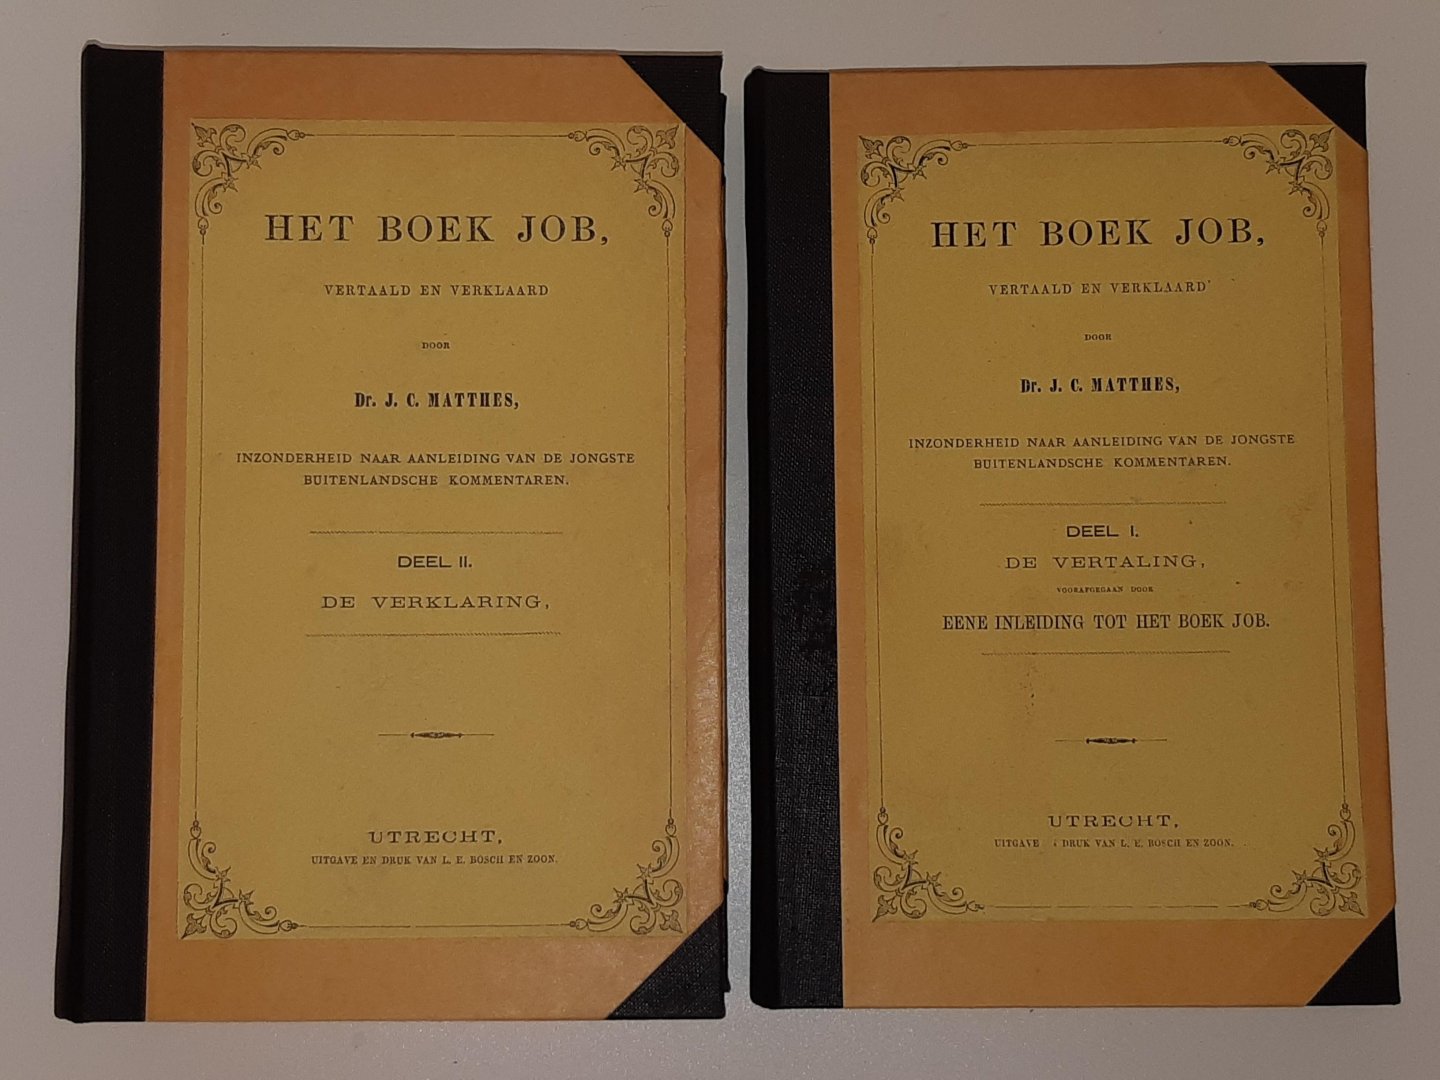 HET BOEK JOB,
VERTAALD EN VERKLAARD
DOOR
Dr. J. C. MATTHES,
INZONDERHEID NAAR AANLEIDING VAN DE JONGSTE
BUITENLANDSCHE KOMMENTAREN.
DEEL II.
DE VERKLARING,
UTRECHT,
UITGAVE EN DRUK VAN L. E. BOSCH EN ZOON.
HET BOEK JOB,
VERTAALD EN VERKLAARD
DOOR
Dr. J. C. MATTHES,
INZONDERHEID NAAR AANLEIDING VAN DE JONGSTE
BUITENLANDSCHE KOMMENTAREN.
DEEL I.
DE VERTALING,
VOORAFGEGAAN DOOR
EENE INLEIDING TOT HET BOEK JOB.
UTRECHT,
UITGAVE DRUK VAN L. E. BOSCH EN ZOON.